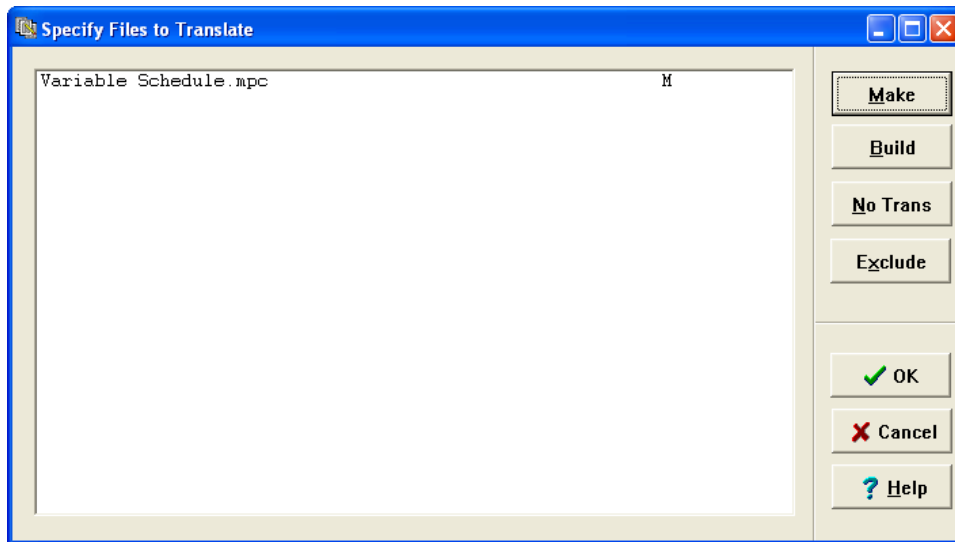 Specify Files to Translate
Variable Schedule.mpc M
Make
Build
No Trans
Exclude
OK
Cancel
? Help